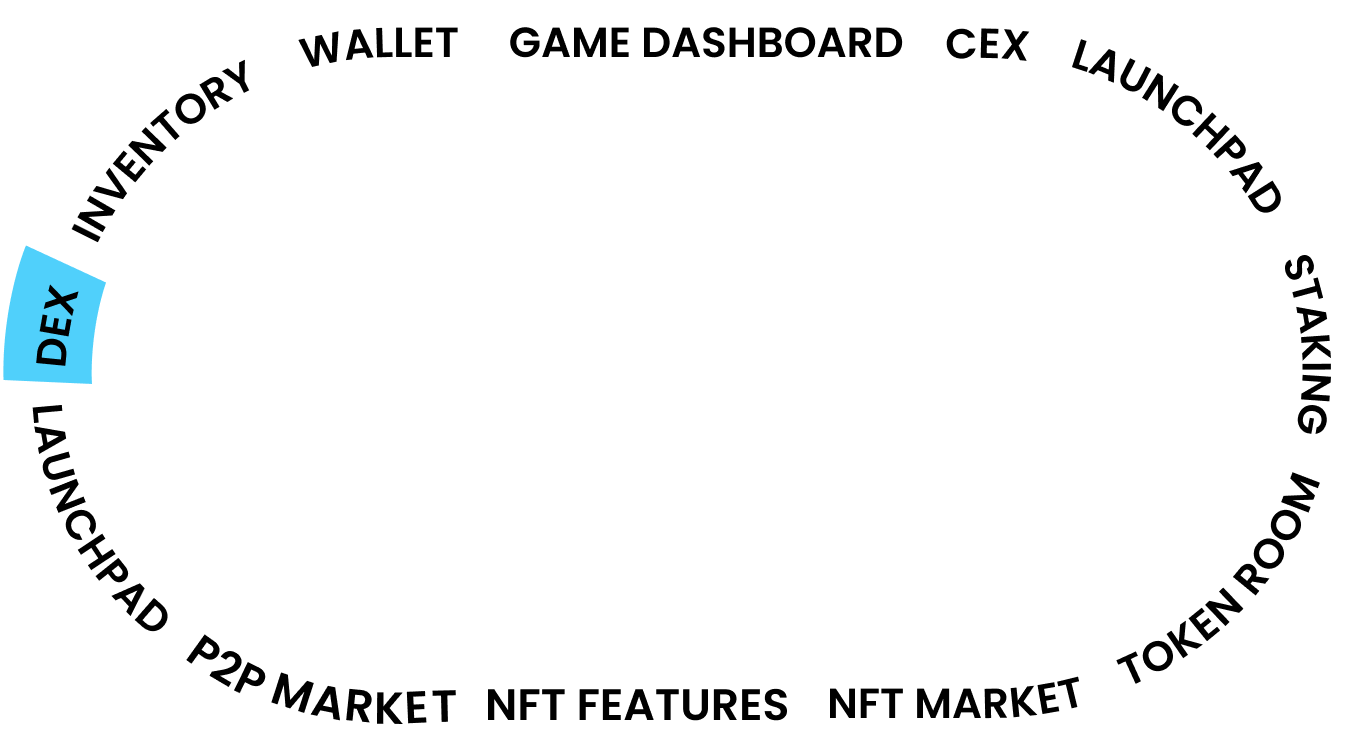 WALLET
GAME DASHBOARD
CEX
LAUNCHPAD
STAKING
TOKEN ROOM
NFT MARKET
NFT FEATURES
P2P MARKET
LAUNCHPAD
DEX
INVENTORY